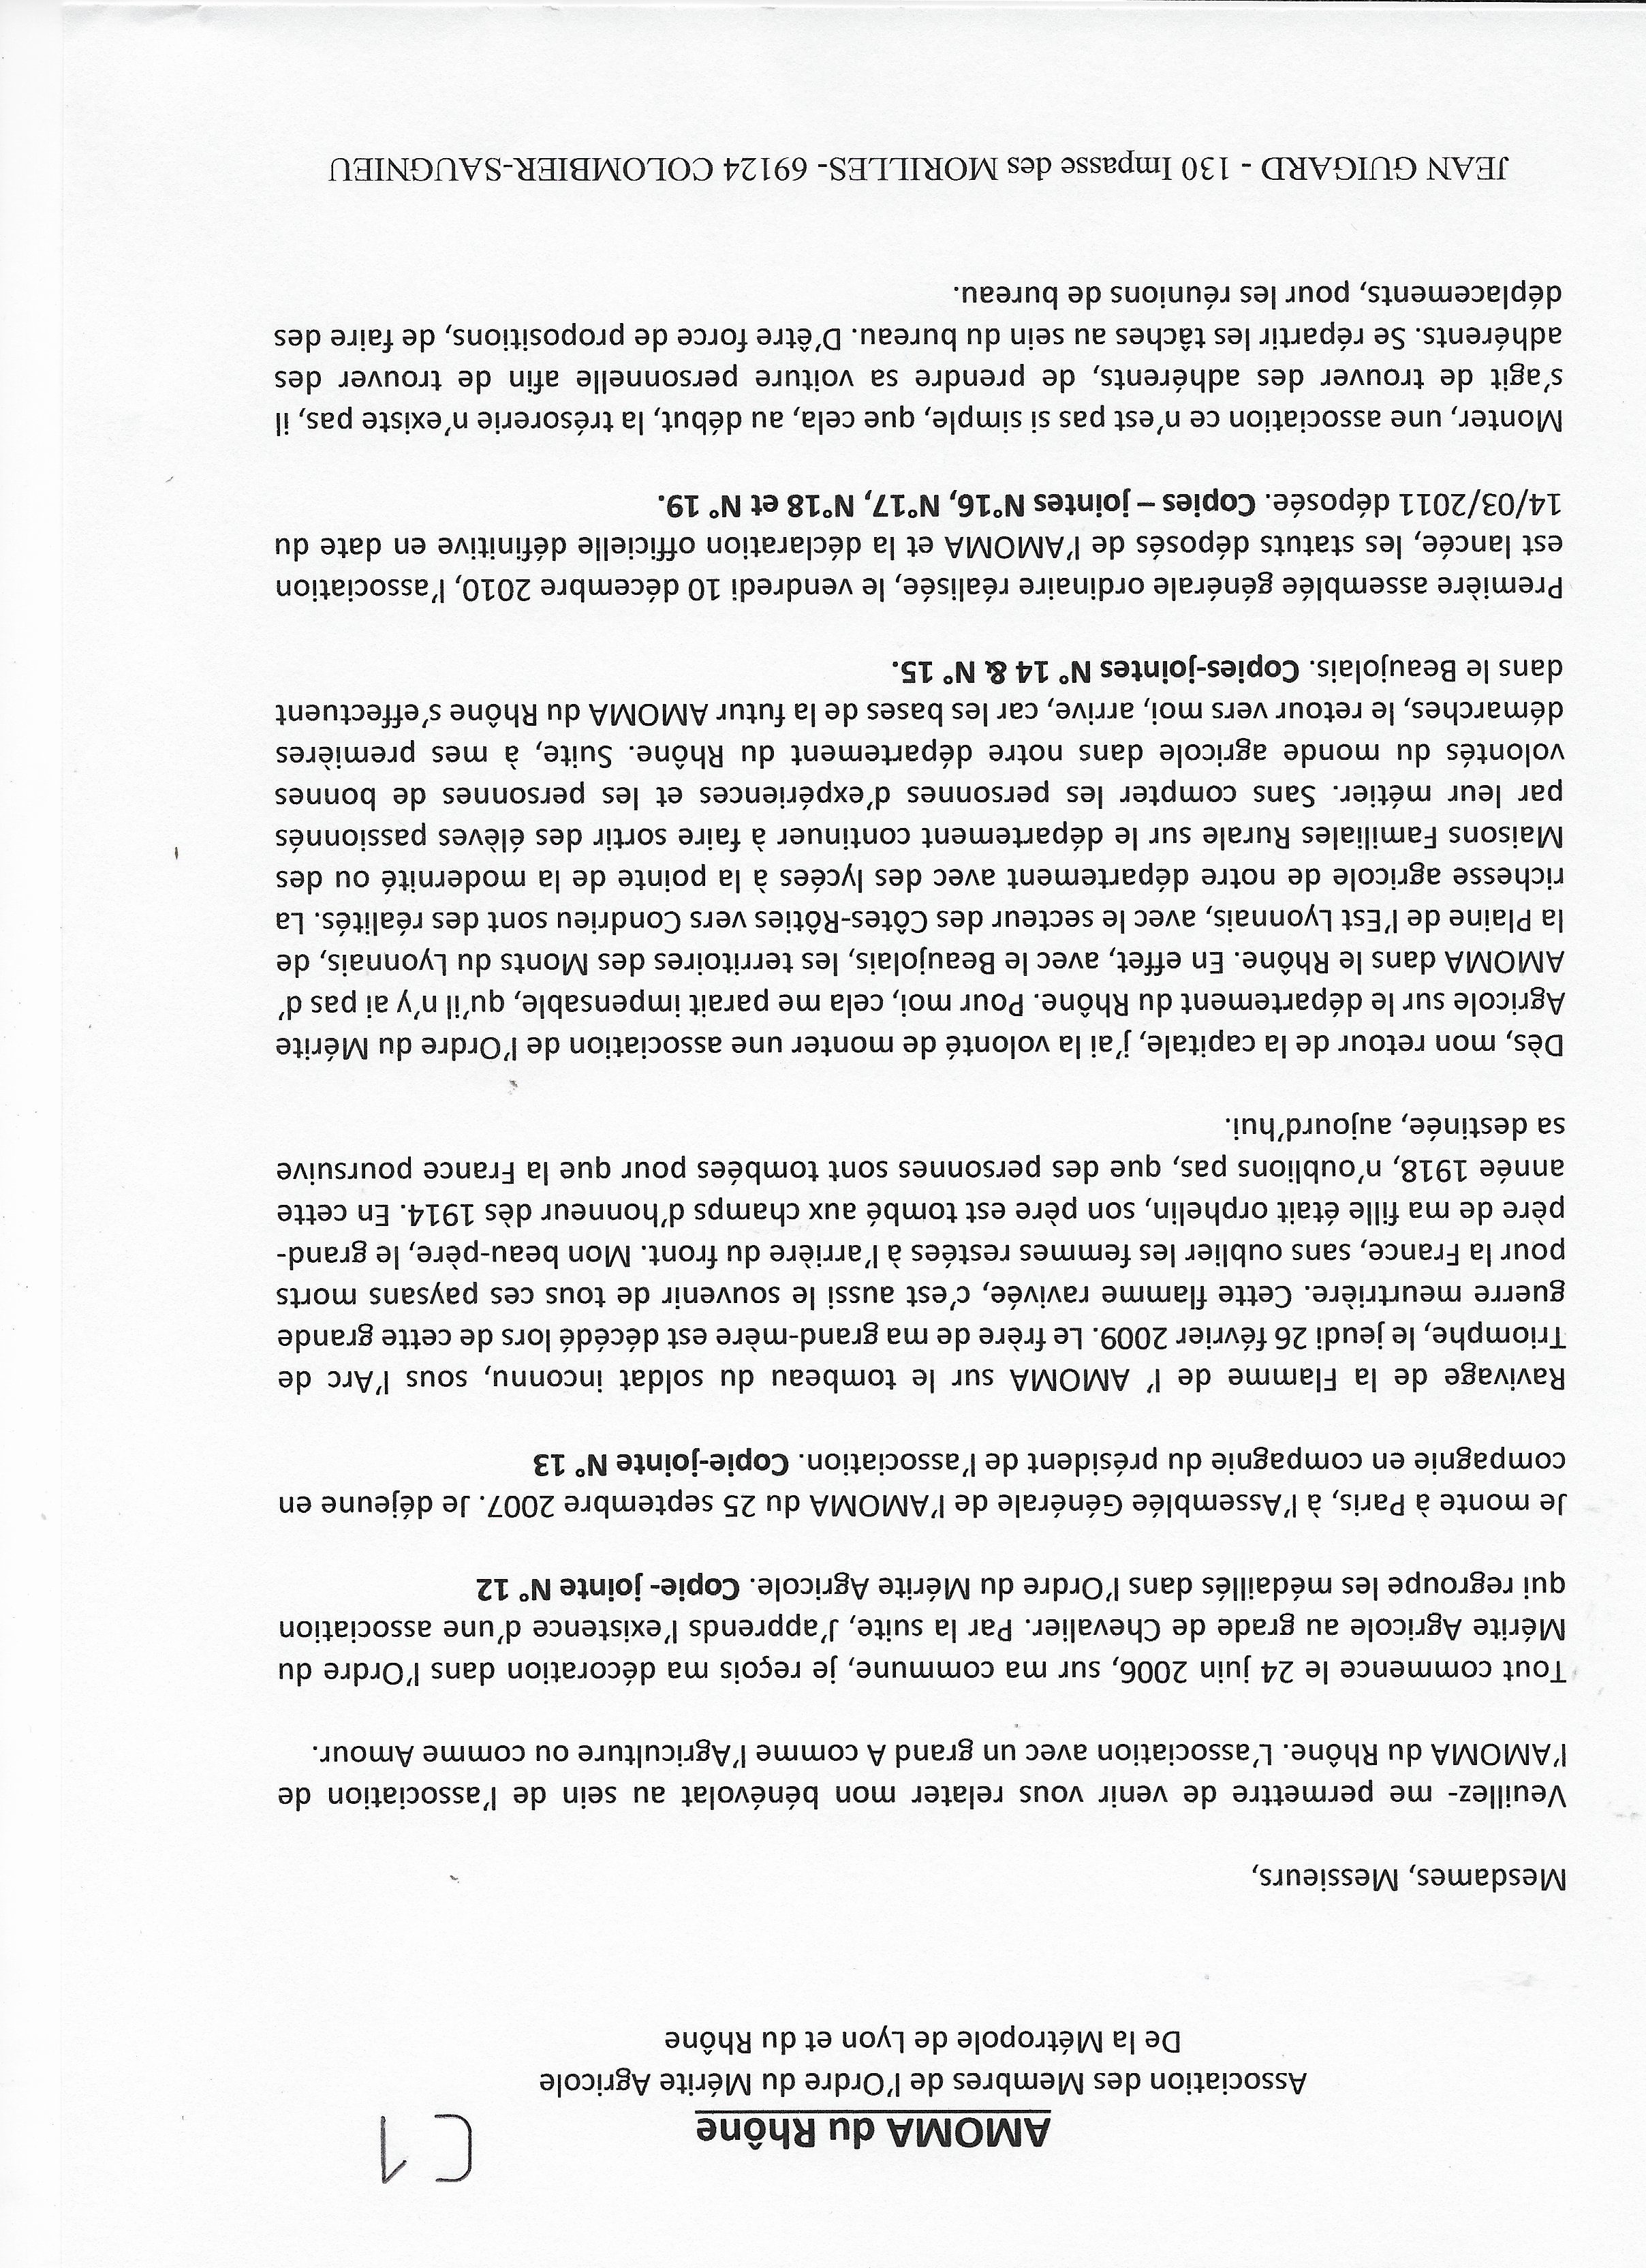 C1
AMOMA du Rhône
Association des Membres de l'Ordre du Mérite Agricole
De la Métropole de Lyon et du Rhône
Mesdames, Messieurs,
Veuillez- me permettre de venir vous relater mon bénévolat au sein de l'association de
l'AMOMA du Rhône. L'association avec un grand A comme l'Agriculture ou comme Amour.
Tout commence le 24 juin 2006, sur ma commune, je reçois ma décoration dans l'Ordre du
Mérite Agricole au grade de Chevalier. Par la suite, J'apprends l'existence d'une association
qui regroupe les médaillés dans l'Ordre du Mérite Agricole. Copie- jointe N° 12
Je monte à Paris, à l'Assemblée Générale de l'AMOMA du 25 septembre 2007. Je déjeune en
compagnie en compagnie du président de l'association. Copie-jointe N° 13
Ravivage de la Flamme de l' AMOMA sur le tombeau du soldat inconnu, sous l'Arc de
Triomphe, le jeudi 26 février 2009. Le frère de ma grand-mère est décédé lors de cette grande
guerre meurtrière. Cette flamme ravivée, c'est aussi le souvenir de tous ces paysans morts
pour la France, sans oublier les femmes restées à l'arrière du front. Mon beau-père, le grand-
père de ma fille était orphelin, son père est tombé aux champs d'honneur dès 1914. En cette
année 1918, n'oublions pas, que des personnes sont tombées pour que la France poursuive
sa destinée, aujourd'hui.
Dès, mon retour de la capitale, j'ai la volonté de monter une association de l'Ordre du Mérite
Agricole sur le département du Rhône. Pour moi, cela me parait impensable, qu'il n'y ai pas d'
AMOMA dans le Rhône. En effet, avec le Beaujolais, les territoires des Monts du Lyonnais, de
la Plaine de l'Est Lyonnais, avec le secteur des Côtes-Rôties vers Condrieu sont des réalités. La
richesse agricole de notre département avec des lycées à la pointe de la modernité ou des
Maisons Familiales Rurale sur le département continuer à faire sortir des élèves passionnés
par leur métier. Sans compter les personnes d'expériences et les personnes de bonnes
volontés du monde agricole dans notre département du Rhône. Suite, à mes premières
démarches, le retour vers moi, arrive, car les bases de la futur AMOMA du Rhône s'effectuent
dans le Beaujolais. Copies-jointes N° 14 & N° 15.
Première assemblée générale ordinaire réalisée, le vendredi 10 décembre 2010, l'association
est lancée, les statuts déposés de l'AMOMA et la déclaration officielle définitive en date du
14/03/2011 déposée. Copies – jointes N°16, N°17, N°18 et N° 19.
Monter, une association ce n'est pas si simple, que cela, au début, la trésorerie n'existe pas, il
s'agit de trouver des adhérents, de prendre sa voiture personnelle afin de trouver des
adhérents. Se répartir les tâches au sein du bureau. D'être force de propositions, de faire des
déplacements, pour les réunions de bureau.
JEAN GUIGARD - 130 Impasse des MORILLES- 69124 COLOMBIER-SAUGNIEU